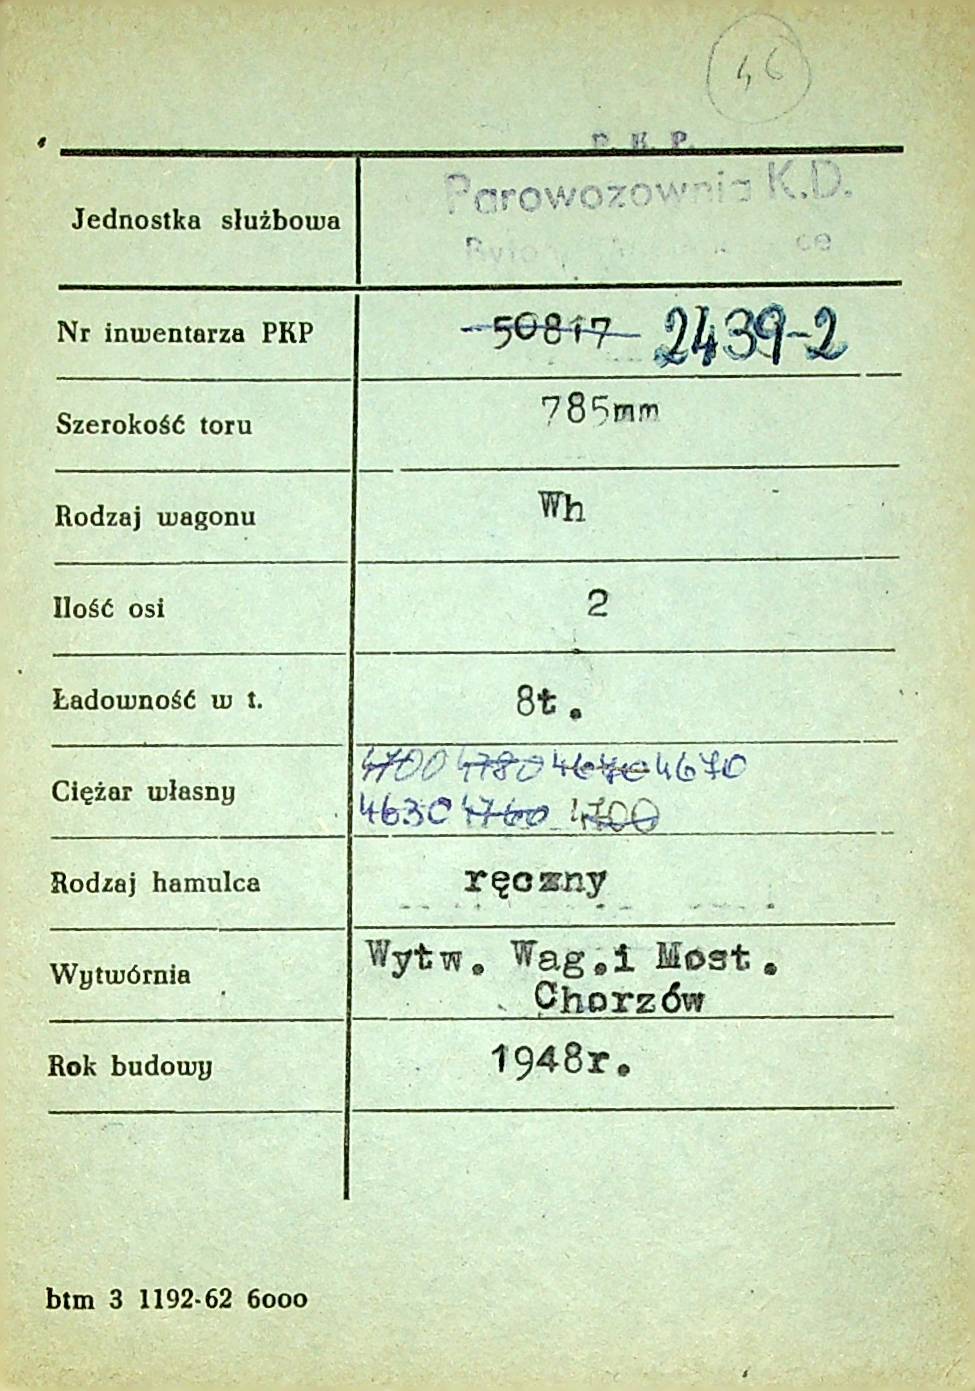 46
P. K. P.
Jednostka służbowa Parowozownia K.D.
Nr inwentarza PKP 50817 2439-2
Szerokość toru 785mm
Rodzaj wagonu Wh
Ilość osi 2
Ładowność w t. 8t.
Ciężar własny 4700 4780 4640 4670
4630 4760 4700
Rodzaj hamulca ręczny
Wytwórnia Wytw. Wag.i Most.
Chorzów
Rok budowy 1948r.
btm 3 1192-62 6000